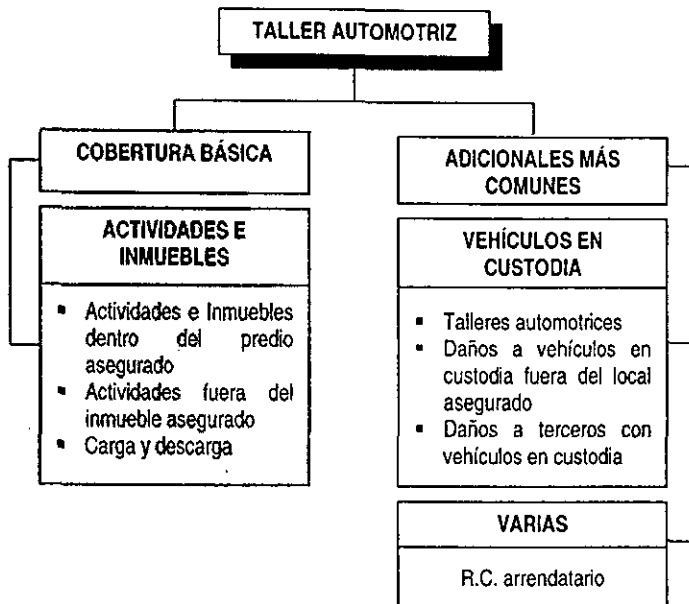 TALLER AUTOMOTRIZ
COBERTURA BÁSICA
ACTIVIDADES E
INMUEBLES
▪ Actividades e Inmuebles
dentro del predio
asegurado
▪ Actividades fuera del
inmueble asegurado
▪ Carga y descarga
ADICIONALES MÁS
COMUNES
VEHÍCULOS EN
CUSTODIA
▪ Talleres automotrices
▪ Daños a vehículos en
custodia fuera del local
asegurado
▪ Daños a terceros con
vehículos en custodia
VARIAS
R.C. arrendatario